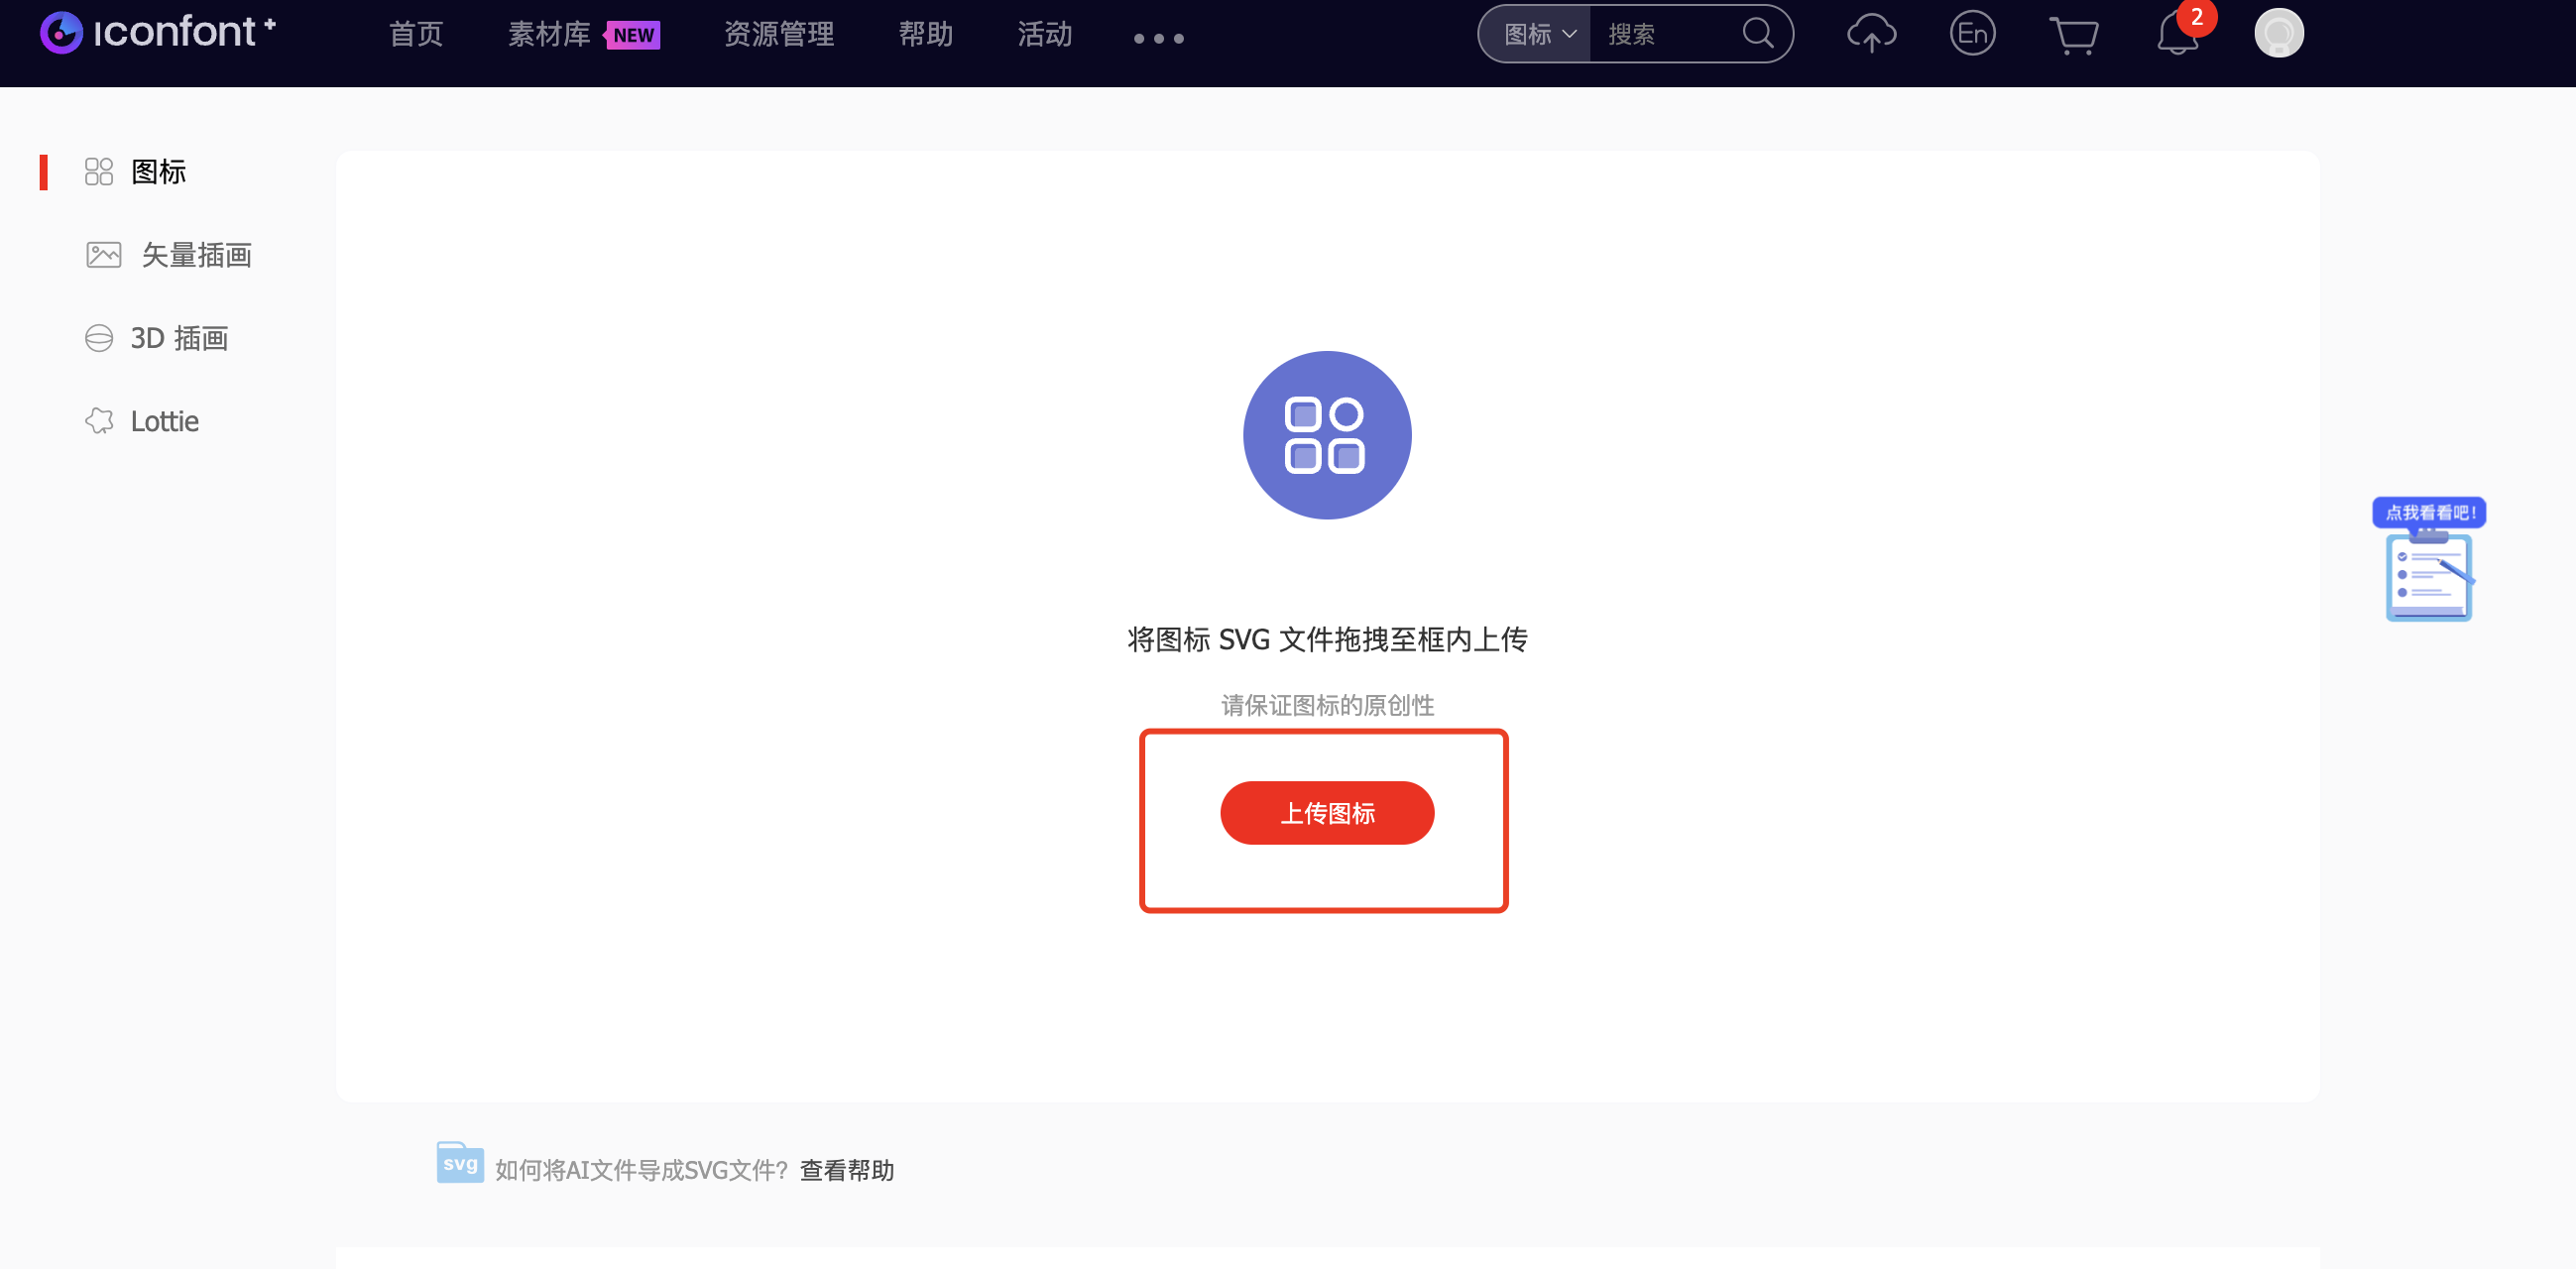 iconfont+
首页 素材库 NEW 资源管理 帮助 活动 •••
图标 搜索 En 2
图标
矢量插画
3D 插画
Lottie
将图标 SVG 文件拖拽至框内上传
请保证图标的原创性
上传图标
点我看看吧!
svg 如何将AI文件导成SVG文件? 查看帮助